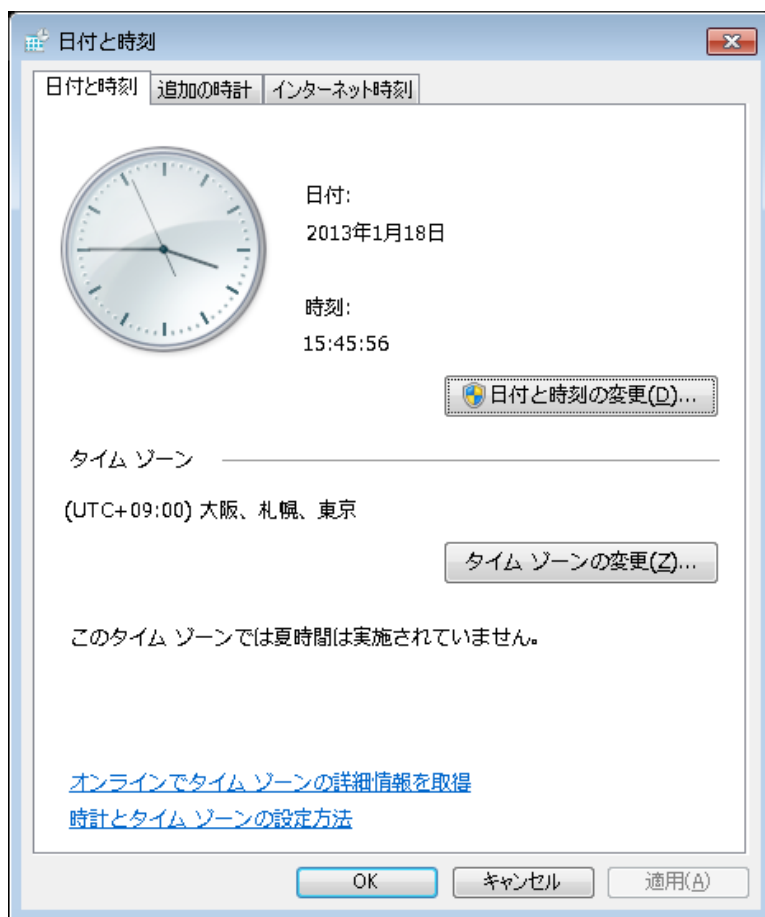 日付と時刻
日付と時刻 追加の時計 インターネット時刻
日付:
2013年1月18日
時刻:
15:45:56
日付と時刻の変更(D)...
タイム ゾーン
(UTC+09:00) 大阪、札幌、東京
タイム ゾーンの変更(Z)...
このタイム ゾーンでは夏時間は実施されていません。
オンラインでタイム ゾーンの詳細情報を取得
時計とタイム ゾーンの設定方法
OK キャンセル 適用(A)